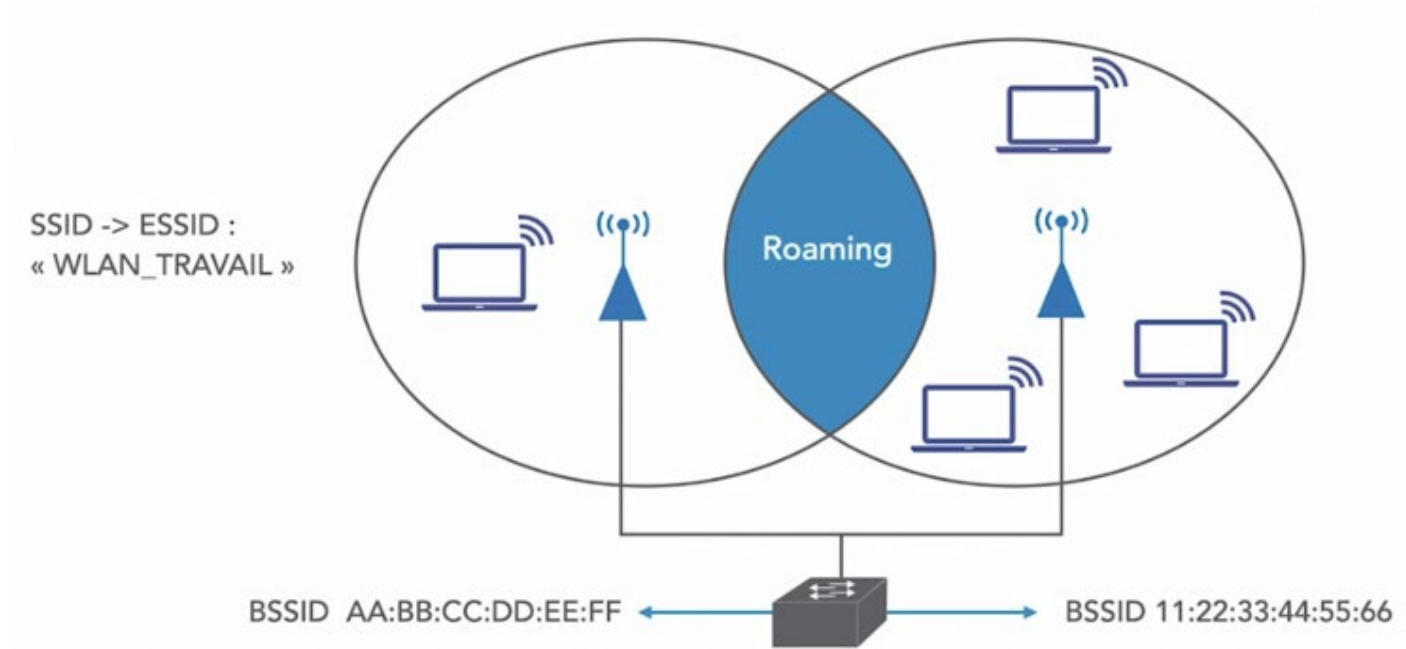 SSID -> ESSID :
« WLAN_TRAVAIL »
Roaming
BSSID AA:BB:CC:DD:EE:FF
BSSID 11:22:33:44:55:66